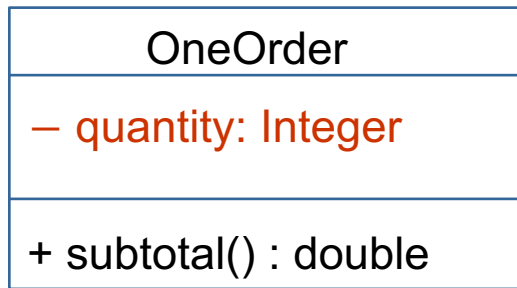 OneOrder
– quantity: Integer
+ subtotal() : double